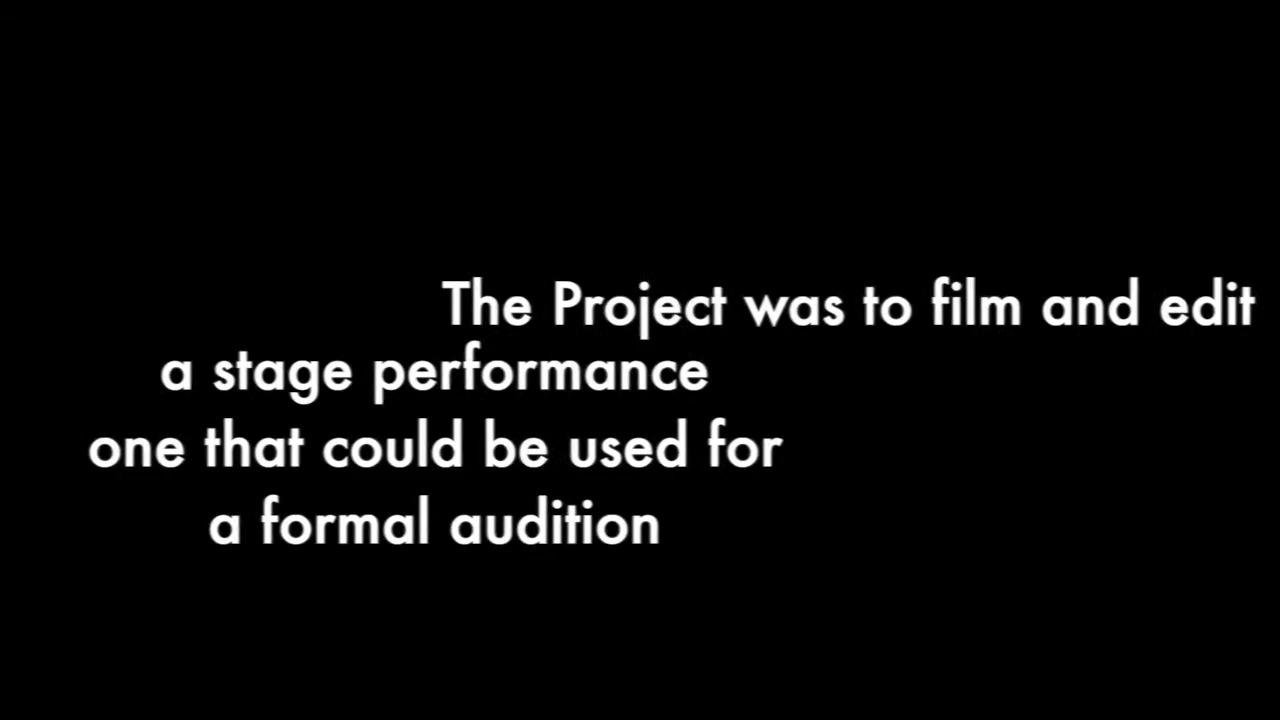 The Project was to film and edit
a stage performance
one that could be used for
a formal audition